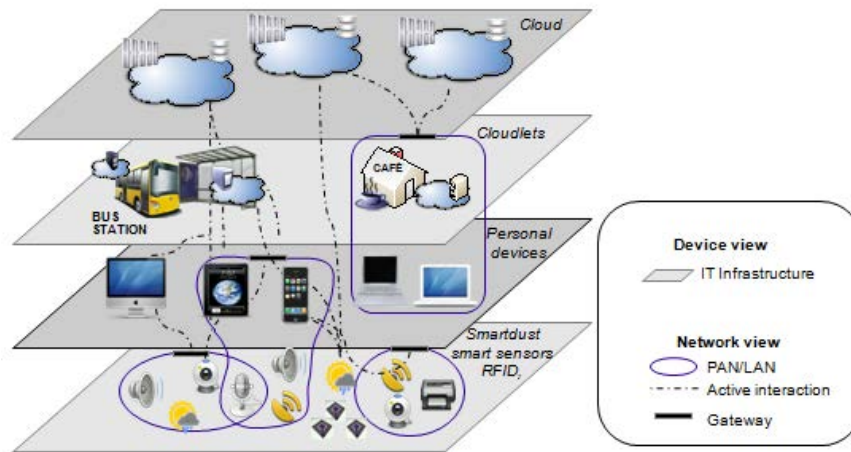 Cloud
Cloudlets
CAFÉ
BUS
STATION
Personal
devices
Smartdust
smart sensors
RFID,
Device view
IT Infrastructure
Network view
PAN/LAN
Active interaction
Gateway